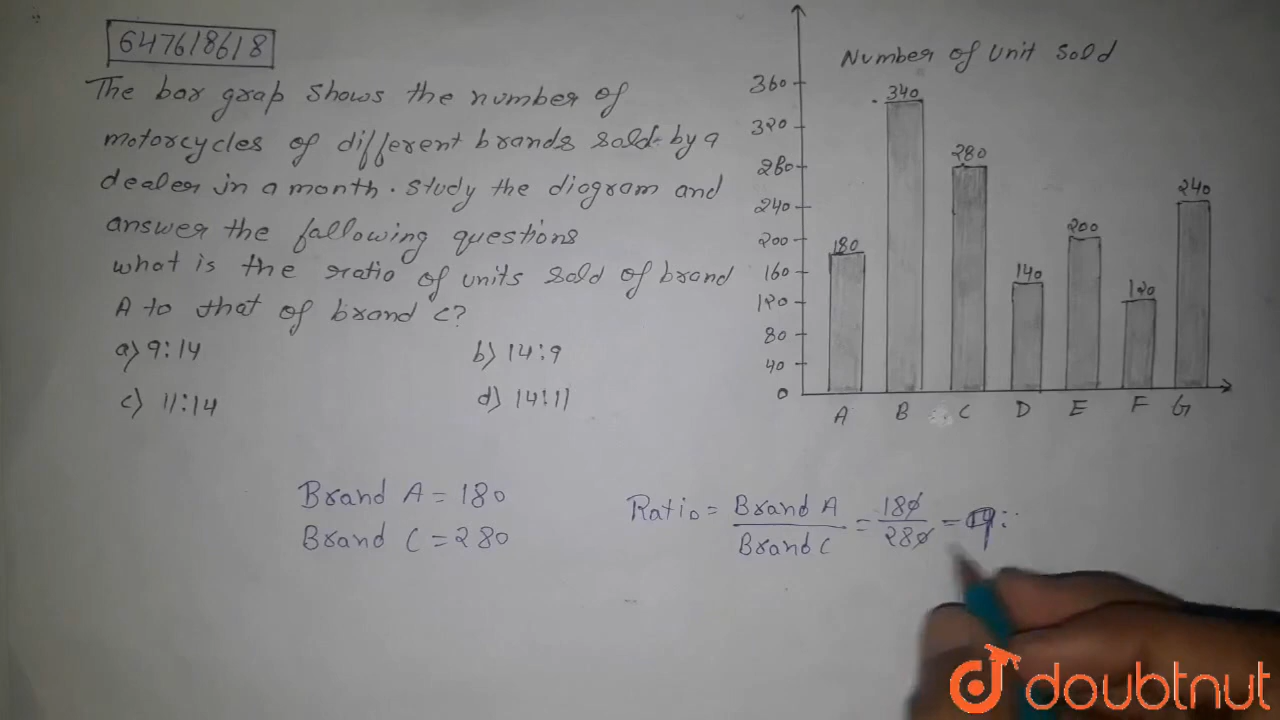 647618618
The bar grap shows the number of
motorcycles of different brands sold by a
dealer in a month. Study the diagram and
answer the following questions
what is the ratio of units sold of brand
A to that of brand C?
a) 9:14
b) 14:9
c) 11:14
d) 14:11
Number of Unit Sold
360
320
280
240
200
160
120
80
40
0
180
340
280
140
200
120
240
A B C D E F G
Brand A = 180
Brand C = 280
Ratio = Brand A / Brand C = 180 / 280 = 9:
doubtnut